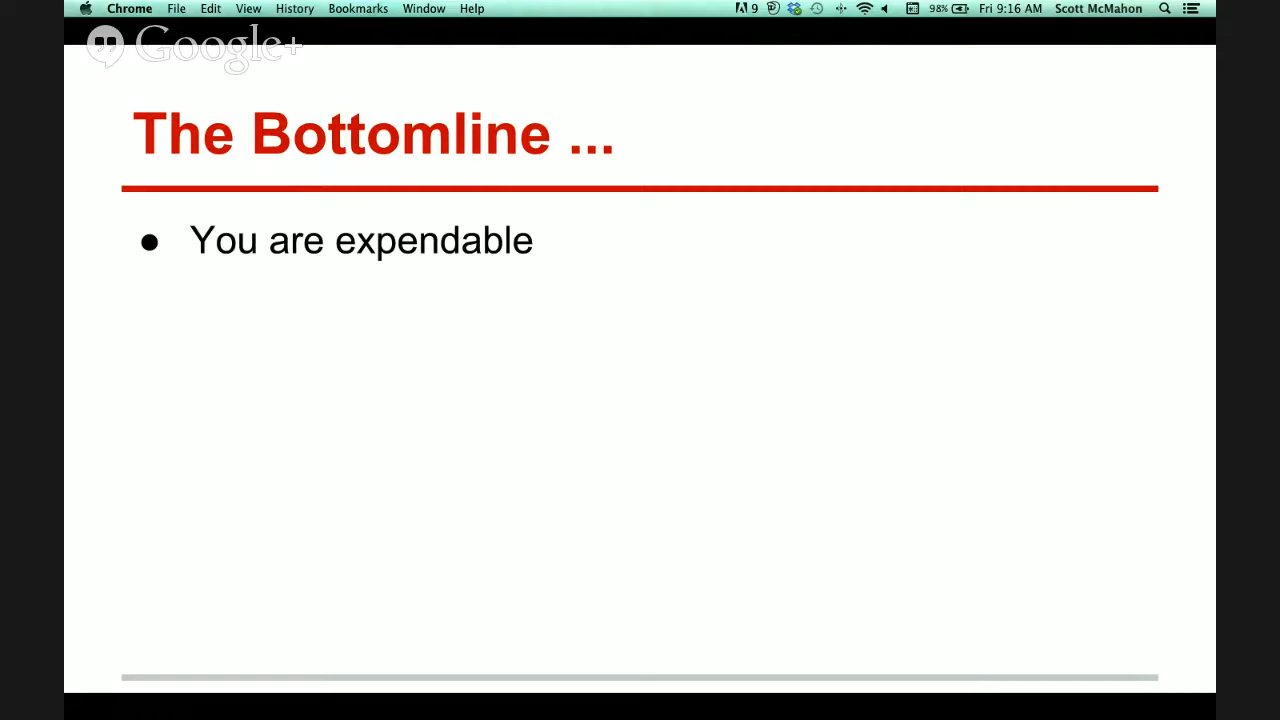 Chrome File Edit View History Bookmarks Window Help 9 98% Fri 9:16 AM Scott McMahon
Google+
The Bottomline ...
● You are expendable